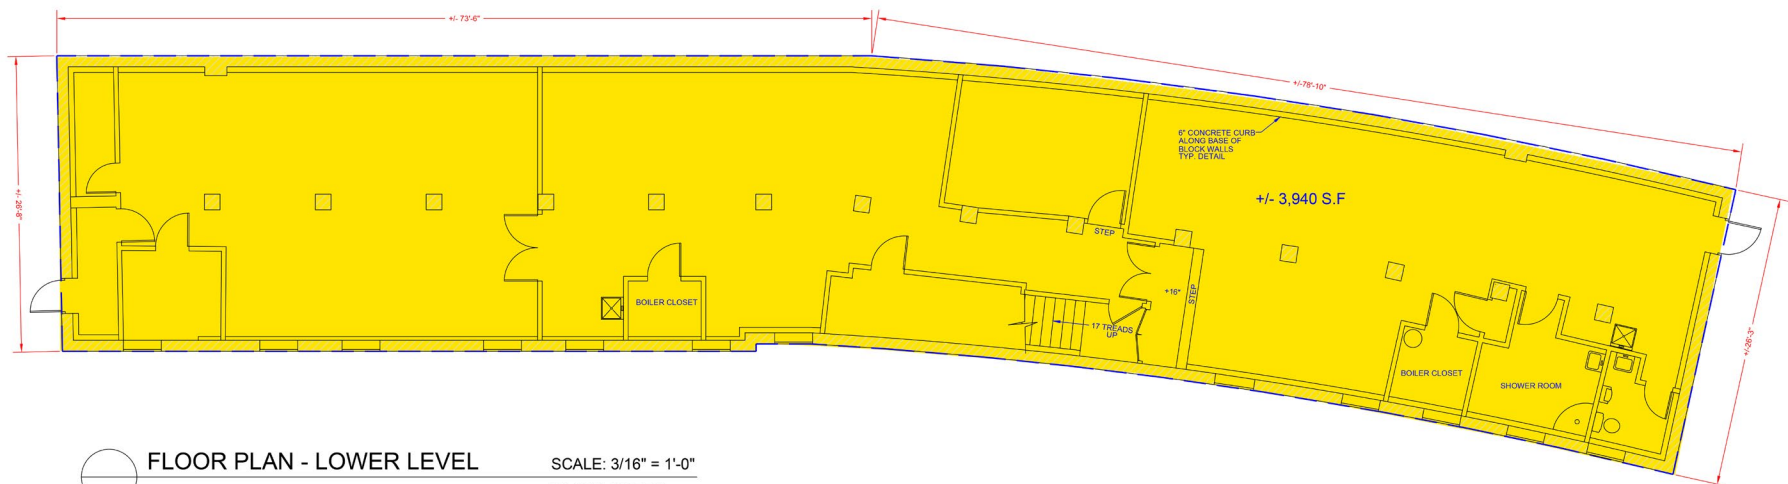 +/- 73'-6"
+/-78'-10"
+/- 26'-8"
6" CONCRETE CURB
ALONG BASE OF
BLOCK WALLS
TYP. DETAIL
+/- 3,940 S.F
STEP
+16"
STEP
BOILER CLOSET
17 TREADS
UP
+/-26'-3"
BOILER CLOSET
SHOWER ROOM
FLOOR PLAN - LOWER LEVEL
SCALE: 3/16" = 1'-0"